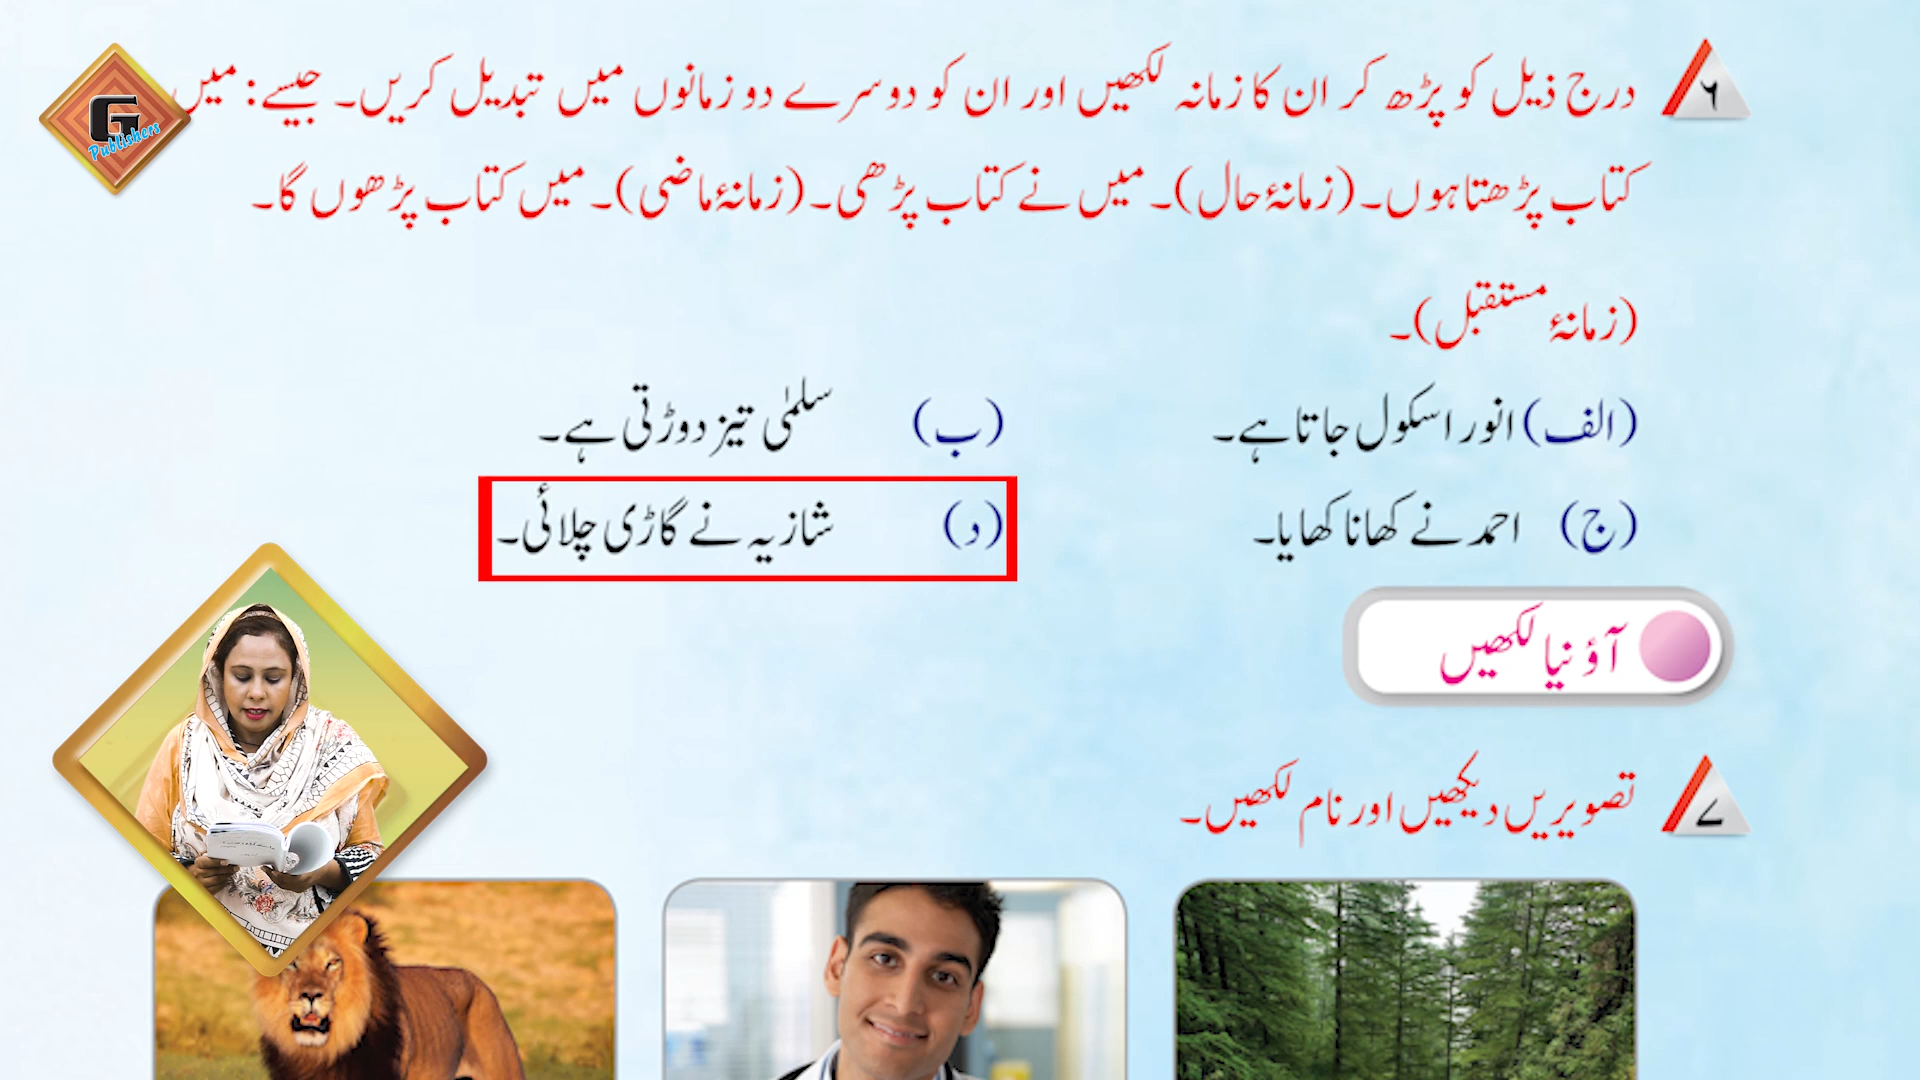 G
Publishers
۶ درج ذیل کو پڑھ کر ان کا زمانہ لکھیں اور ان کو دوسرے دو زمانوں میں تبدیل کریں۔ جیسے: میں
کتاب پڑھتا ہوں۔ (زمانۂ حال)۔ میں نے کتاب پڑھی۔ (زمانۂ ماضی)۔ میں کتاب پڑھوں گا۔
(زمانۂ مستقبل)۔
(الف) انور اسکول جاتا ہے۔ (ب) سلمٰی تیز دوڑتی ہے۔
(ج) احمد نے کھانا کھایا۔ (د) شازیہ نے گاڑی چلائی۔
آؤ نیا لکھیں
۷ تصویریں دیکھیں اور نام لکھیں۔